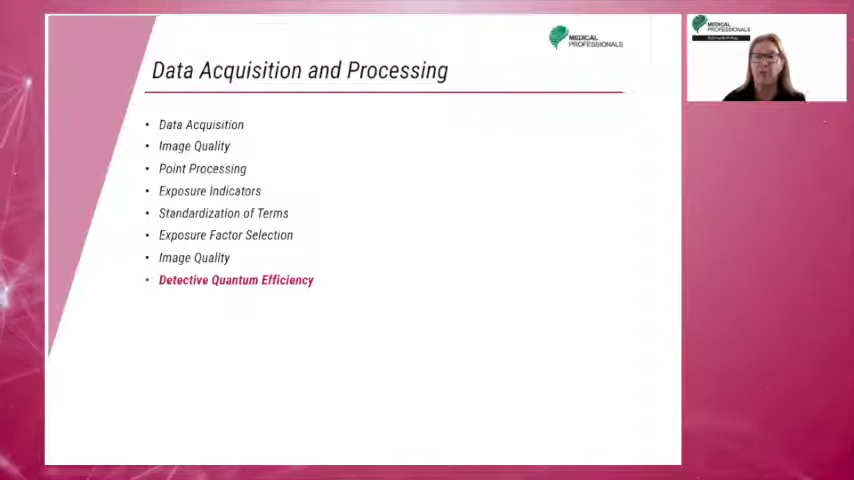 MEDICAL
PROFESSIONALS
Data Acquisition and Processing
• Data Acquisition
• Image Quality
• Point Processing
• Exposure Indicators
• Standardization of Terms
• Exposure Factor Selection
• Image Quality
• Detective Quantum Efficiency
MEDICAL
PROFESSIONALS